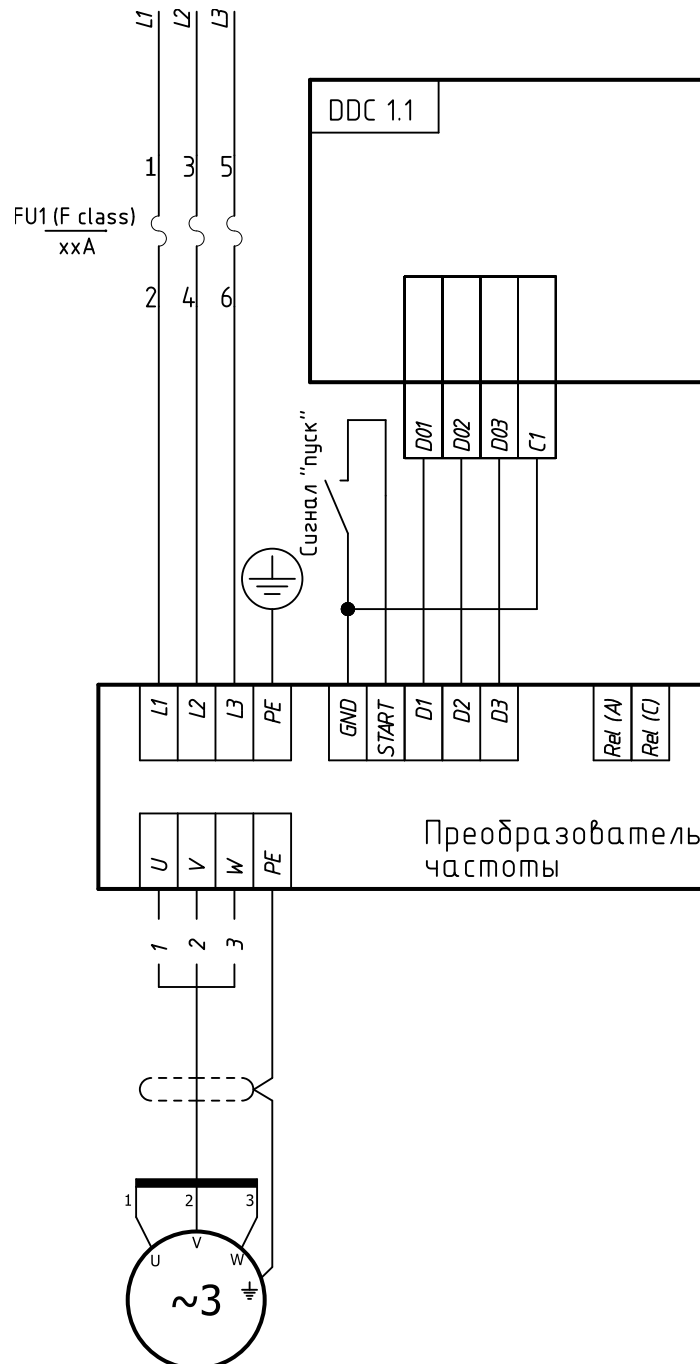 L1
L2
L3
DDC 1.1
1
3
5
FU1 (F class)
xxA
2
4
6
D01
D02
D03
C1
Сигнал "пуск"
L1
L2
L3
PE
GND
START
D1
D2
D3
Rel (A)
Rel (C)
Преобразователь
частоты
U
V
W
PE
1
2
3
1
2
3
U
V
W
~3